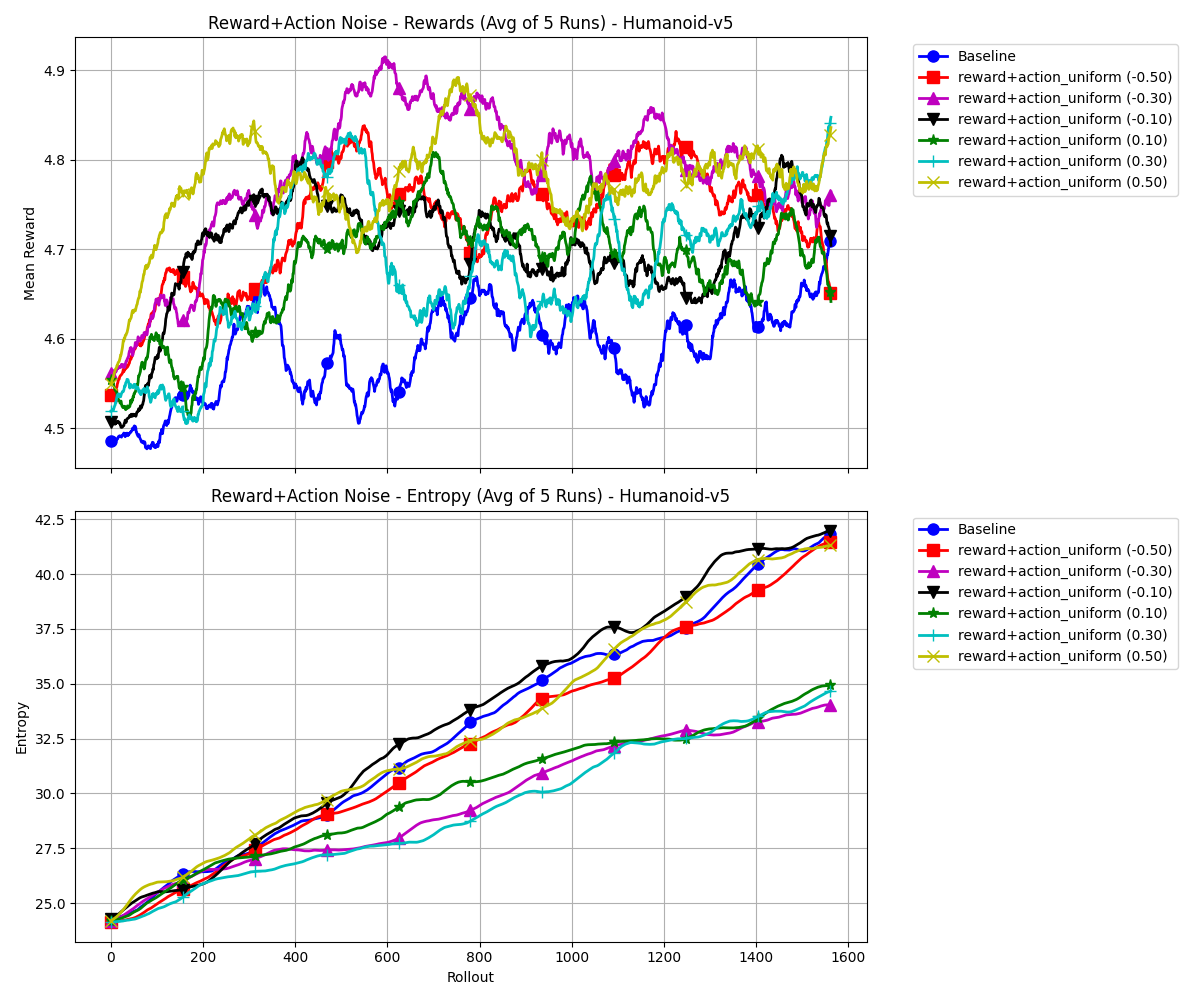 Reward+Action Noise - Rewards (Avg of 5 Runs) - Humanoid-v5
Mean Reward
4.9
4.8
4.7
4.6
4.5
Baseline
reward+action_uniform (-0.50)
reward+action_uniform (-0.30)
reward+action_uniform (-0.10)
reward+action_uniform (0.10)
reward+action_uniform (0.30)
reward+action_uniform (0.50)
Reward+Action Noise - Entropy (Avg of 5 Runs) - Humanoid-v5
Entropy
42.5
40.0
37.5
35.0
32.5
30.0
27.5
25.0
0 200 400 600 800 1000 1200 1400 1600
Rollout
Baseline
reward+action_uniform (-0.50)
reward+action_uniform (-0.30)
reward+action_uniform (-0.10)
reward+action_uniform (0.10)
reward+action_uniform (0.30)
reward+action_uniform (0.50)